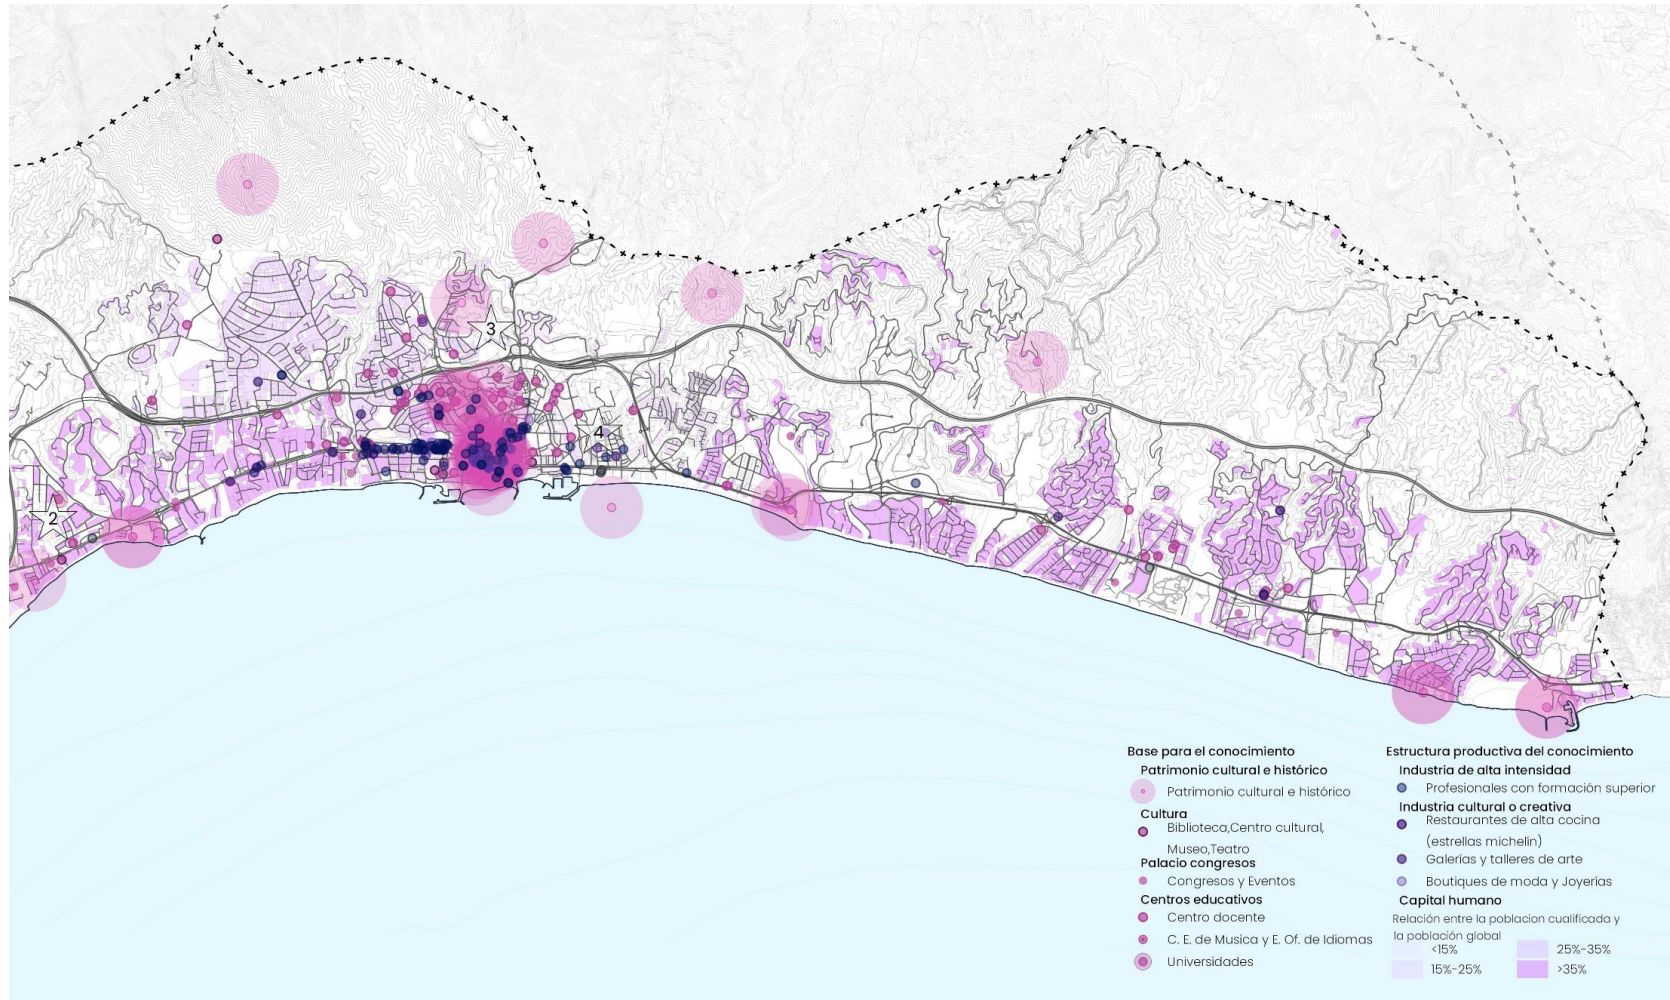 3
4
2
Base para el conocimiento
Patrimonio cultural e histórico
Patrimonio cultural e histórico
Cultura
Biblioteca,Centro cultural,
Museo,Teatro
Palacio congresos
Congresos y Eventos
Centros educativos
Centro docente
C. E. de Musica y E. Of. de Idiomas
Universidades
Estructura productiva del conocimiento
Industria de alta intensidad
Profesionales con formación superior
Industria cultural o creativa
Restaurantes de alta cocina
(estrellas michelín)
Galerías y talleres de arte
Boutiques de moda y Joyerías
Capital humano
Relación entre la poblacion cualificada y
la población global
<15%
15%-25%
25%-35%
>35%